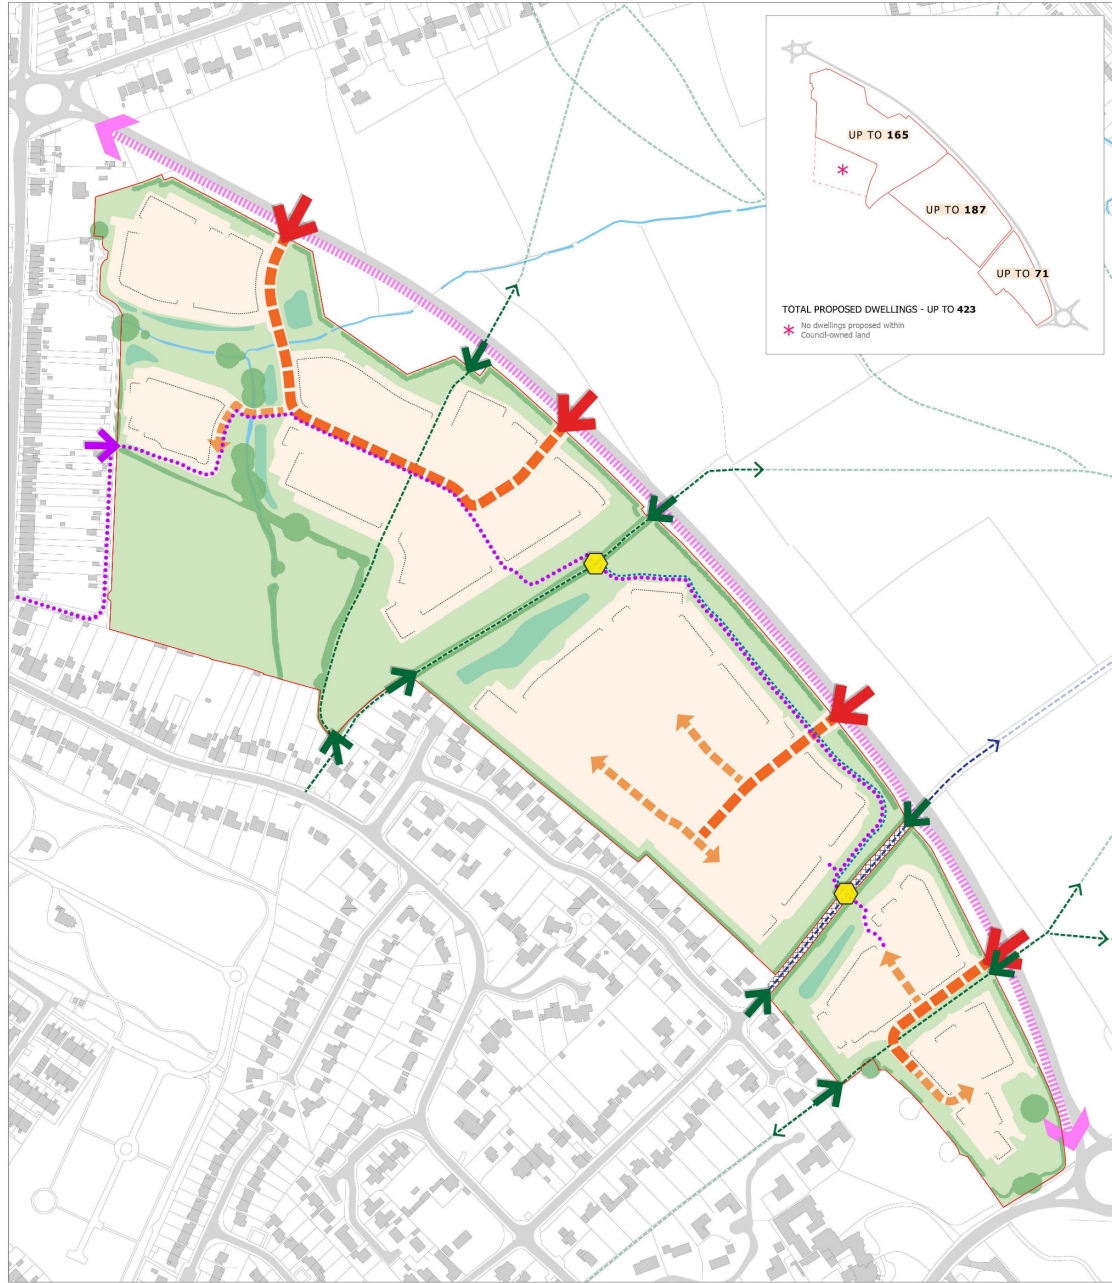 UP TO 165
UP TO 187
UP TO 71
TOTAL PROPOSED DWELLINGS - UP TO 423
No dwellings proposed within
Council-owned land